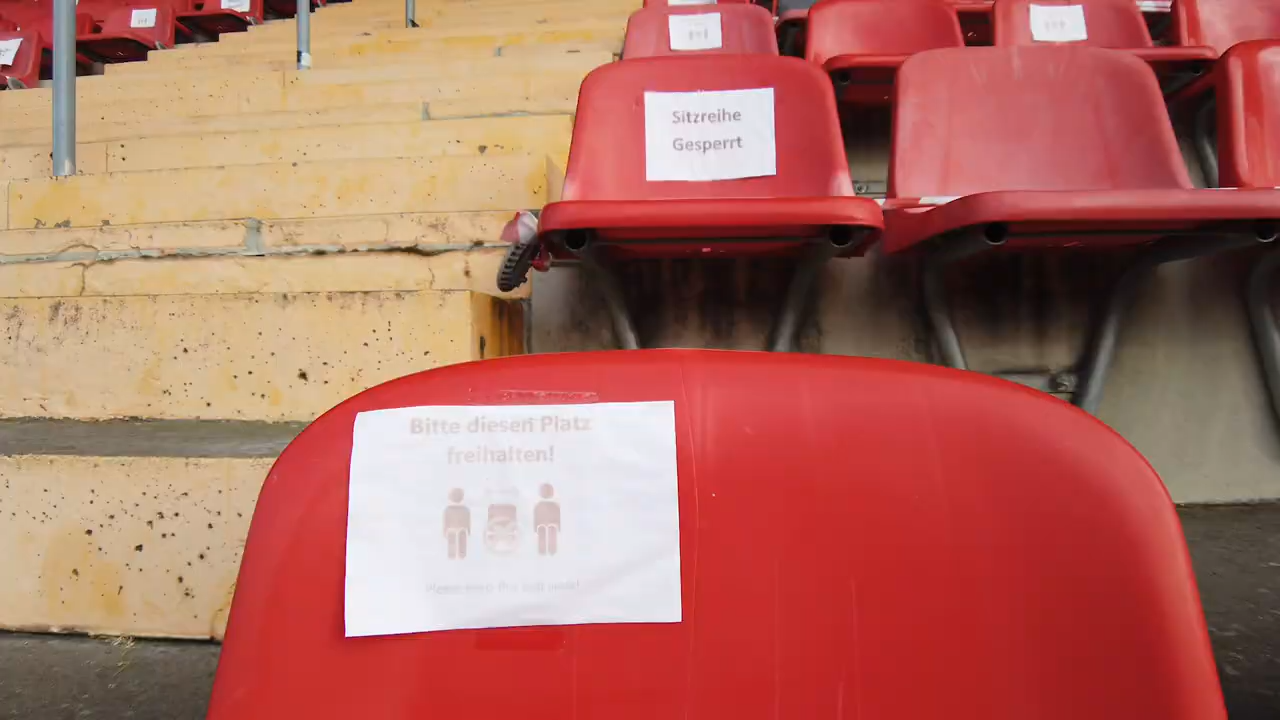 Sitzreihe
Gesperrt
Bitte diesen Platz
freihalten!